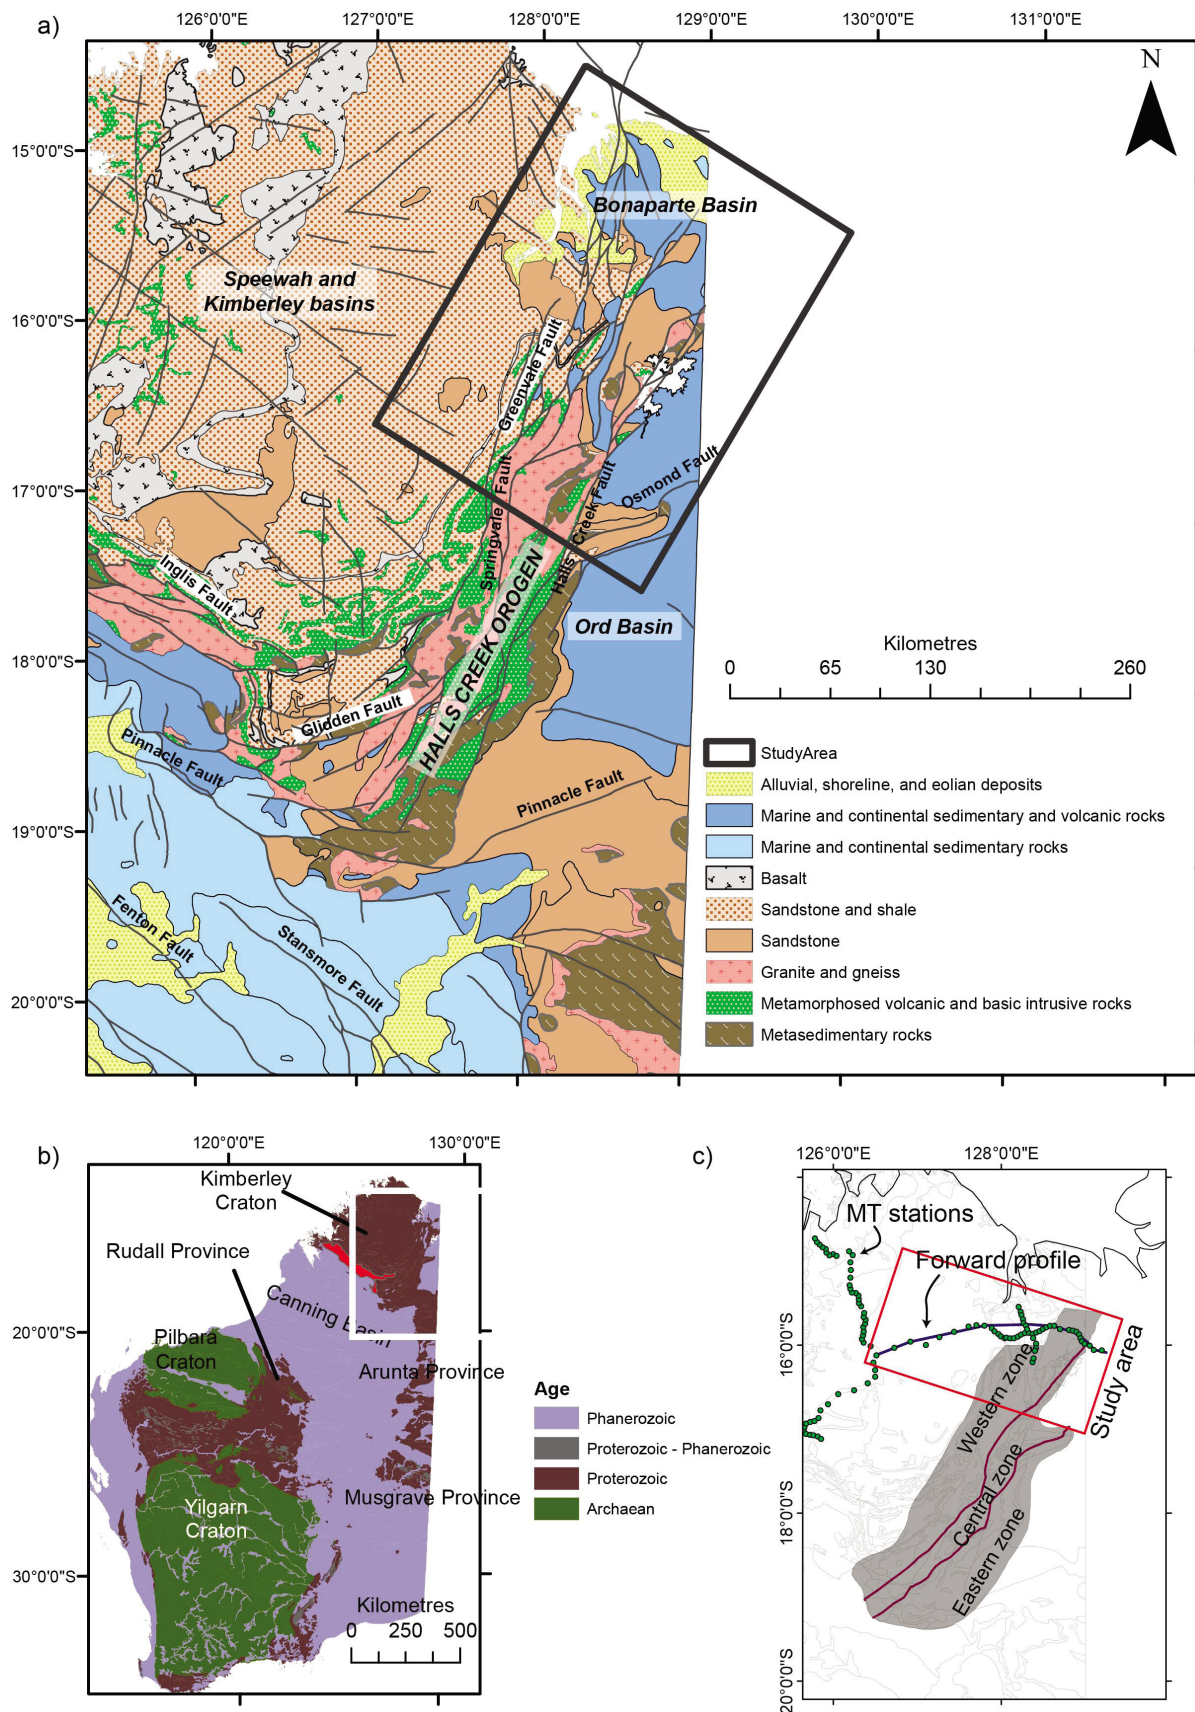 a)
126°0'0"E
127°0'0"E
128°0'0"E
129°0'0"E
130°0'0"E
131°0'0"E
N
15°0'0"S
16°0'0"S
17°0'0"S
18°0'0"S
19°0'0"S
20°0'0"S
Bonaparte Basin
Speewah and
Kimberley basins
Greenvale Fault
Springvale Fault
Halls Creek Fault
Osmond Fault
HALLS CREEK OROGEN
Inglis Fault
Ord Basin
Glidden Fault
Pinnacle Fault
Pinnacle Fault
Fenton Fault
Stansmore Fault
Kilometres
0 65 130 260
StudyArea
Alluvial, shoreline, and eolian deposits
Marine and continental sedimentary and volcanic rocks
Marine and continental sedimentary rocks
Basalt
Sandstone and shale
Sandstone
Granite and gneiss
Metamorphosed volcanic and basic intrusive rocks
Metasedimentary rocks
b)
120°0'0"E
130°0'0"E
20°0'0"S
30°0'0"S
Kimberley
Craton
Rudall Province
Canning Basin
Pilbara
Craton
Arunta Province
Musgrave Province
Yilgarn
Craton
Kilometres
0 250 500
Age
Phanerozoic
Proterozoic - Phanerozoic
Proterozoic
Archaean
c)
126°0'0"E
128°0'0"E
16°0'0"S
18°0'0"S
20°0'0"S
MT stations
Forward profile
Study area
Western zone
Central zone
Eastern zone